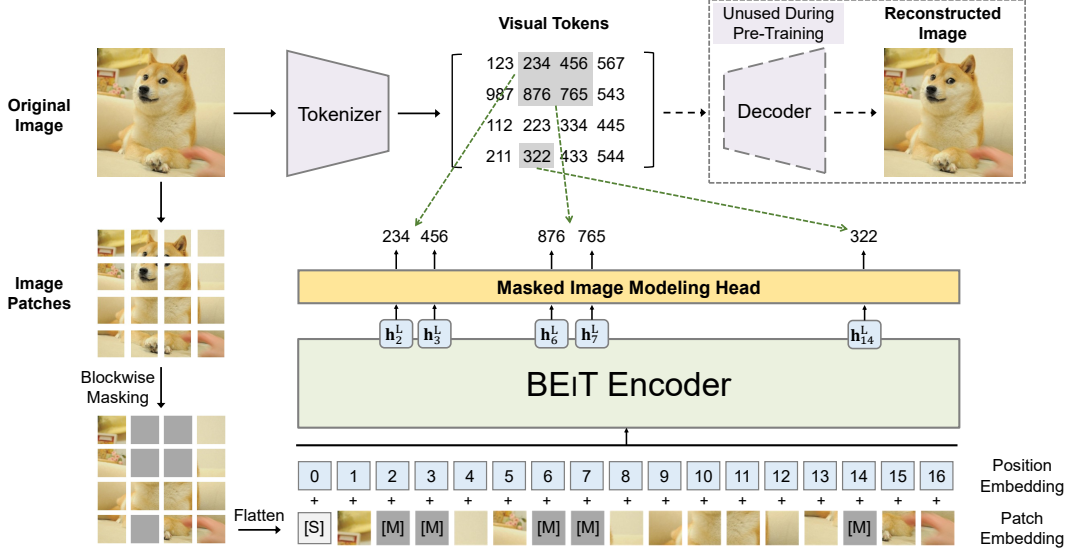 Visual Tokens
Unused During
Pre-Training
Reconstructed
Image
Original
Image
Tokenizer
123 234 456 567
987 876 765 543
112 223 334 445
211 322 433 544
Decoder
234 456 876 765 322
Image
Patches
Masked Image Modeling Head
h₂ᴸ h₃ᴸ h₆ᴸ h₇ᴸ h₁₄ᴸ
Blockwise
Masking
BEIT Encoder
0 1 2 3 4 5 6 7 8 9 10 11 12 13 14 15 16
Position
Embedding
+ + + + + + + + + + + + + + + + +
Flatten
[S] [M] [M] [M] [M] [M]
Patch
Embedding